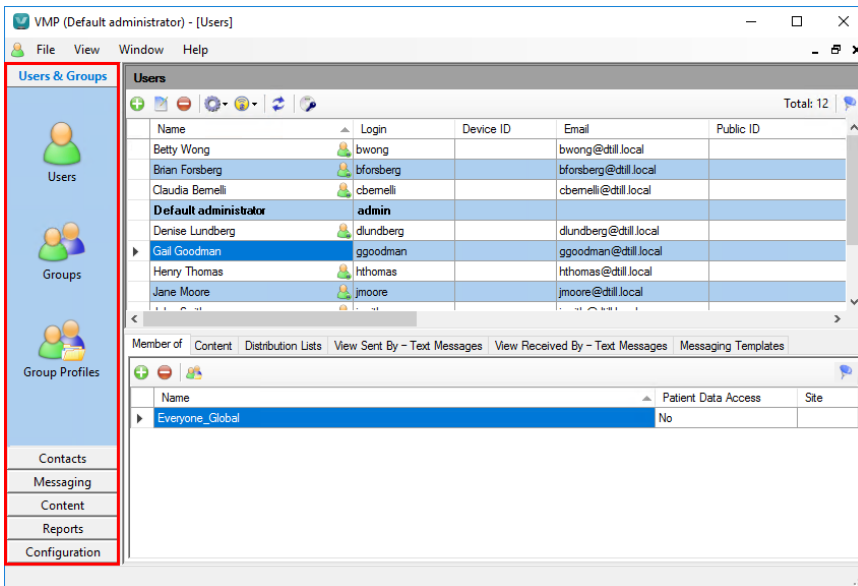 VMP (Default administrator) - [Users]
File View Window Help
Users & Groups
Users
Groups
Group Profiles
Contacts
Messaging
Content
Reports
Configuration
Users
Total: 12
Name Login Device ID Email Public ID
Betty Wong bwong bwong@dtill.local
Brian Forsberg bforsberg bforsberg@dtill.local
Claudia Bemelli cbemelli cbemelli@dtill.local
Default administrator admin
Denise Lundberg dlundberg dlundberg@dtill.local
Gail Goodman ggoodman ggoodman@dtill.local
Henry Thomas hthomas hthomas@dtill.local
Jane Moore jmoore jmoore@dtill.local
Member of Content Distribution Lists View Sent By - Text Messages View Received By - Text Messages Messaging Templates
Name Patient Data Access Site
Everyone_Global No